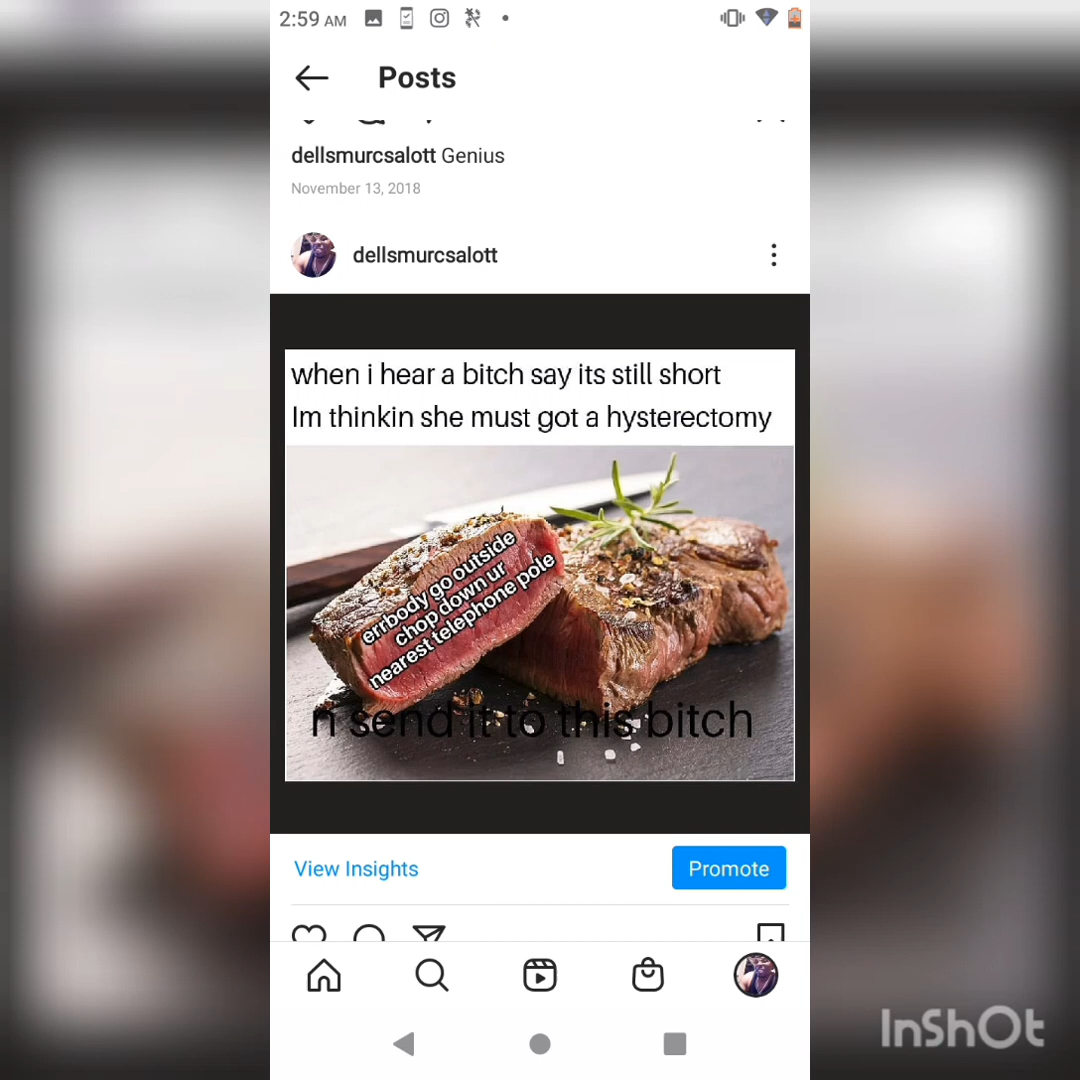 2:59 AM
Posts
dellsmurcsalott Genius
November 13, 2018
dellsmurcsalott
when i hear a bitch say its still short
Im thinkin she must got a hysterectomy
errbody go outside
chop down ur
nearest telephone pole
n send it to this bitch
View Insights
Promote
InShOt